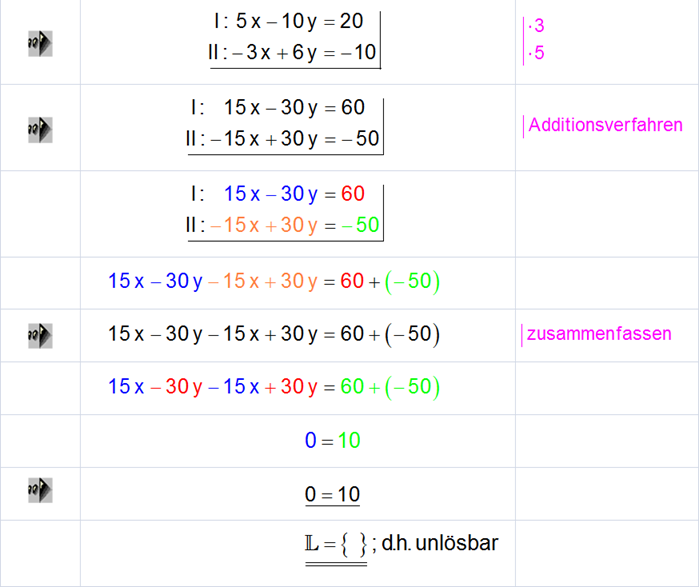 I: 5x − 10y = 20 | ·3
II: −3x + 6y = −10 | ·5
I: 15x − 30y = 60
II: −15x + 30y = −50 | Additionsverfahren
I: 15x − 30y = 60
II: −15x + 30y = −50
15x − 30y − 15x + 30y = 60 + (−50)
15x − 30y − 15x + 30y = 60 + (−50) | zusammenfassen
15x − 30y − 15x + 30y = 60 + (−50)
0 = 10
0 = 10
𝕃 = { } ; d.h. unlösbar